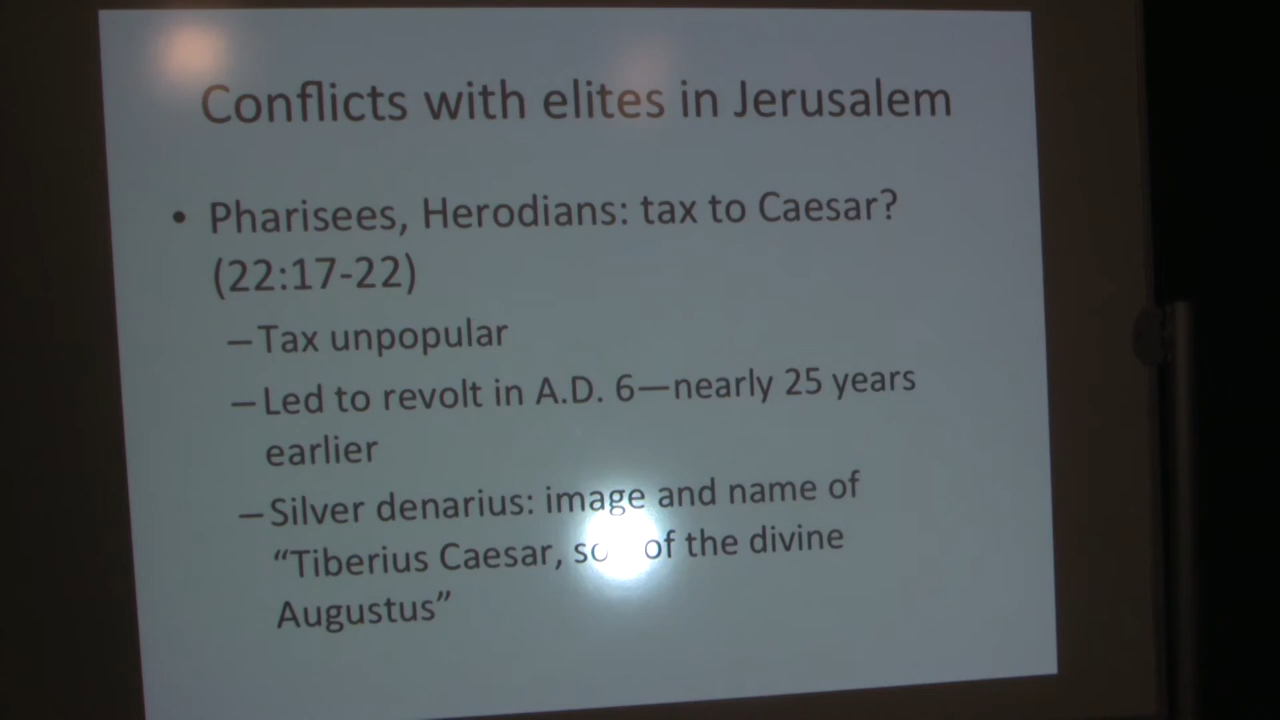 Conflicts with elites in Jerusalem
• Pharisees, Herodians: tax to Caesar?
(22:17-22)
–Tax unpopular
–Led to revolt in A.D. 6—nearly 25 years
earlier
–Silver denarius: image and name of
“Tiberius Caesar, of the divine
Augustus”